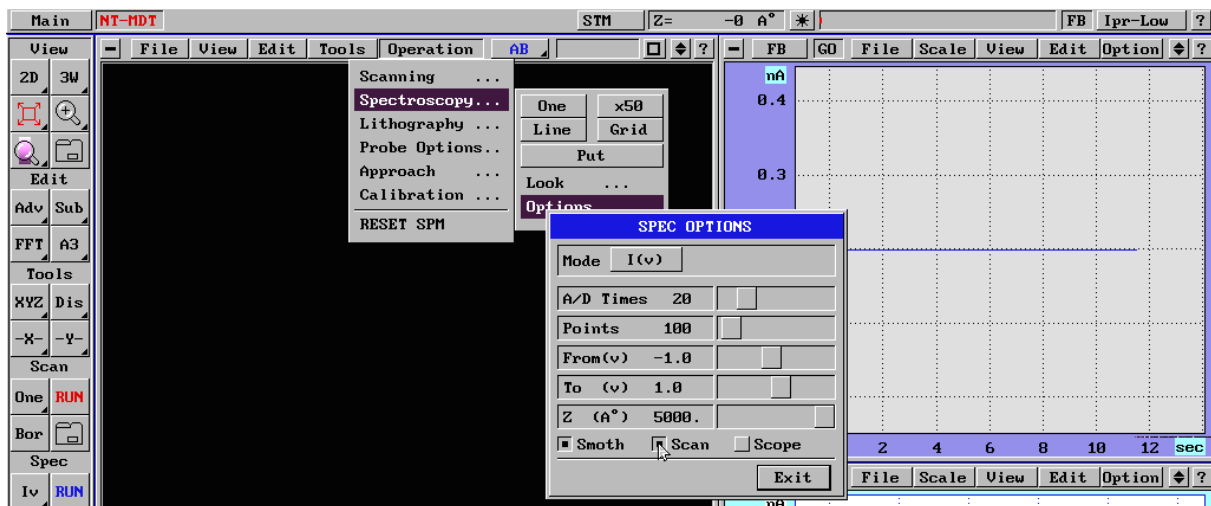 Main NT-MDT STM Z= -0 A° FB Ipr-Low ?
View - File View Edit Tools Operation AB ? - FB GO File Scale View Edit Option ?
2D 3W
Edit
Adv Sub
FFT A3
Tools
XYZ Dis
-X- -Y-
Scan
One RUN
Bor
Spec
Iv RUN
Scanning ...
Spectroscopy...
Lithography ...
Probe Options..
Approach ...
Calibration ...
RESET SPM
One x50
Line Grid
Put
Look ...
Options
SPEC OPTIONS
Mode I(v)
A/D Times 20
Points 100
From(v) -1.0
To (v) 1.0
Z (A°) 5000.
Smoth Scan Scope
Exit
nA
0.4
0.3
2 4 6 8 10 12 sec
File Scale View Edit Option ?
nA